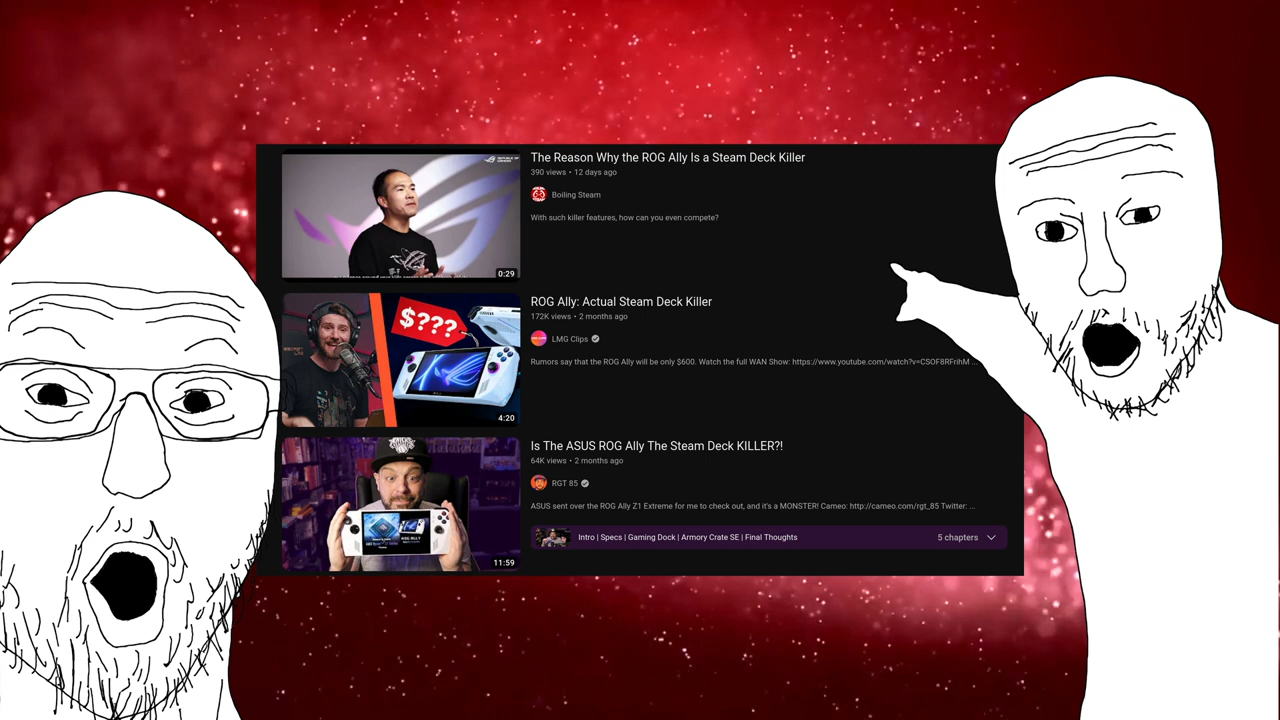 REPUBLIC OF
GAMERS
0:29
The Reason Why the ROG Ally Is a Steam Deck Killer
390 views • 12 days ago
Boiling Steam
With such killer features, how can you even compete?
$???
4:20
ROG Ally: Actual Steam Deck Killer
172K views • 2 months ago
LMG Clips
Rumors say that the ROG Ally will be only $600. Watch the full WAN Show: https://www.youtube.com/watch?v=CSOF8RFrihM ...
ROG ALLY
11:59
Is The ASUS ROG Ally The Steam Deck KILLER?!
64K views • 2 months ago
RGT 85
ASUS sent over the ROG Ally Z1 Extreme for me to check out, and it's a MONSTER! Cameo: http://cameo.com/rgt_85 Twitter: ...
Intro | Specs | Gaming Dock | Armory Crate SE | Final Thoughts
5 chapters